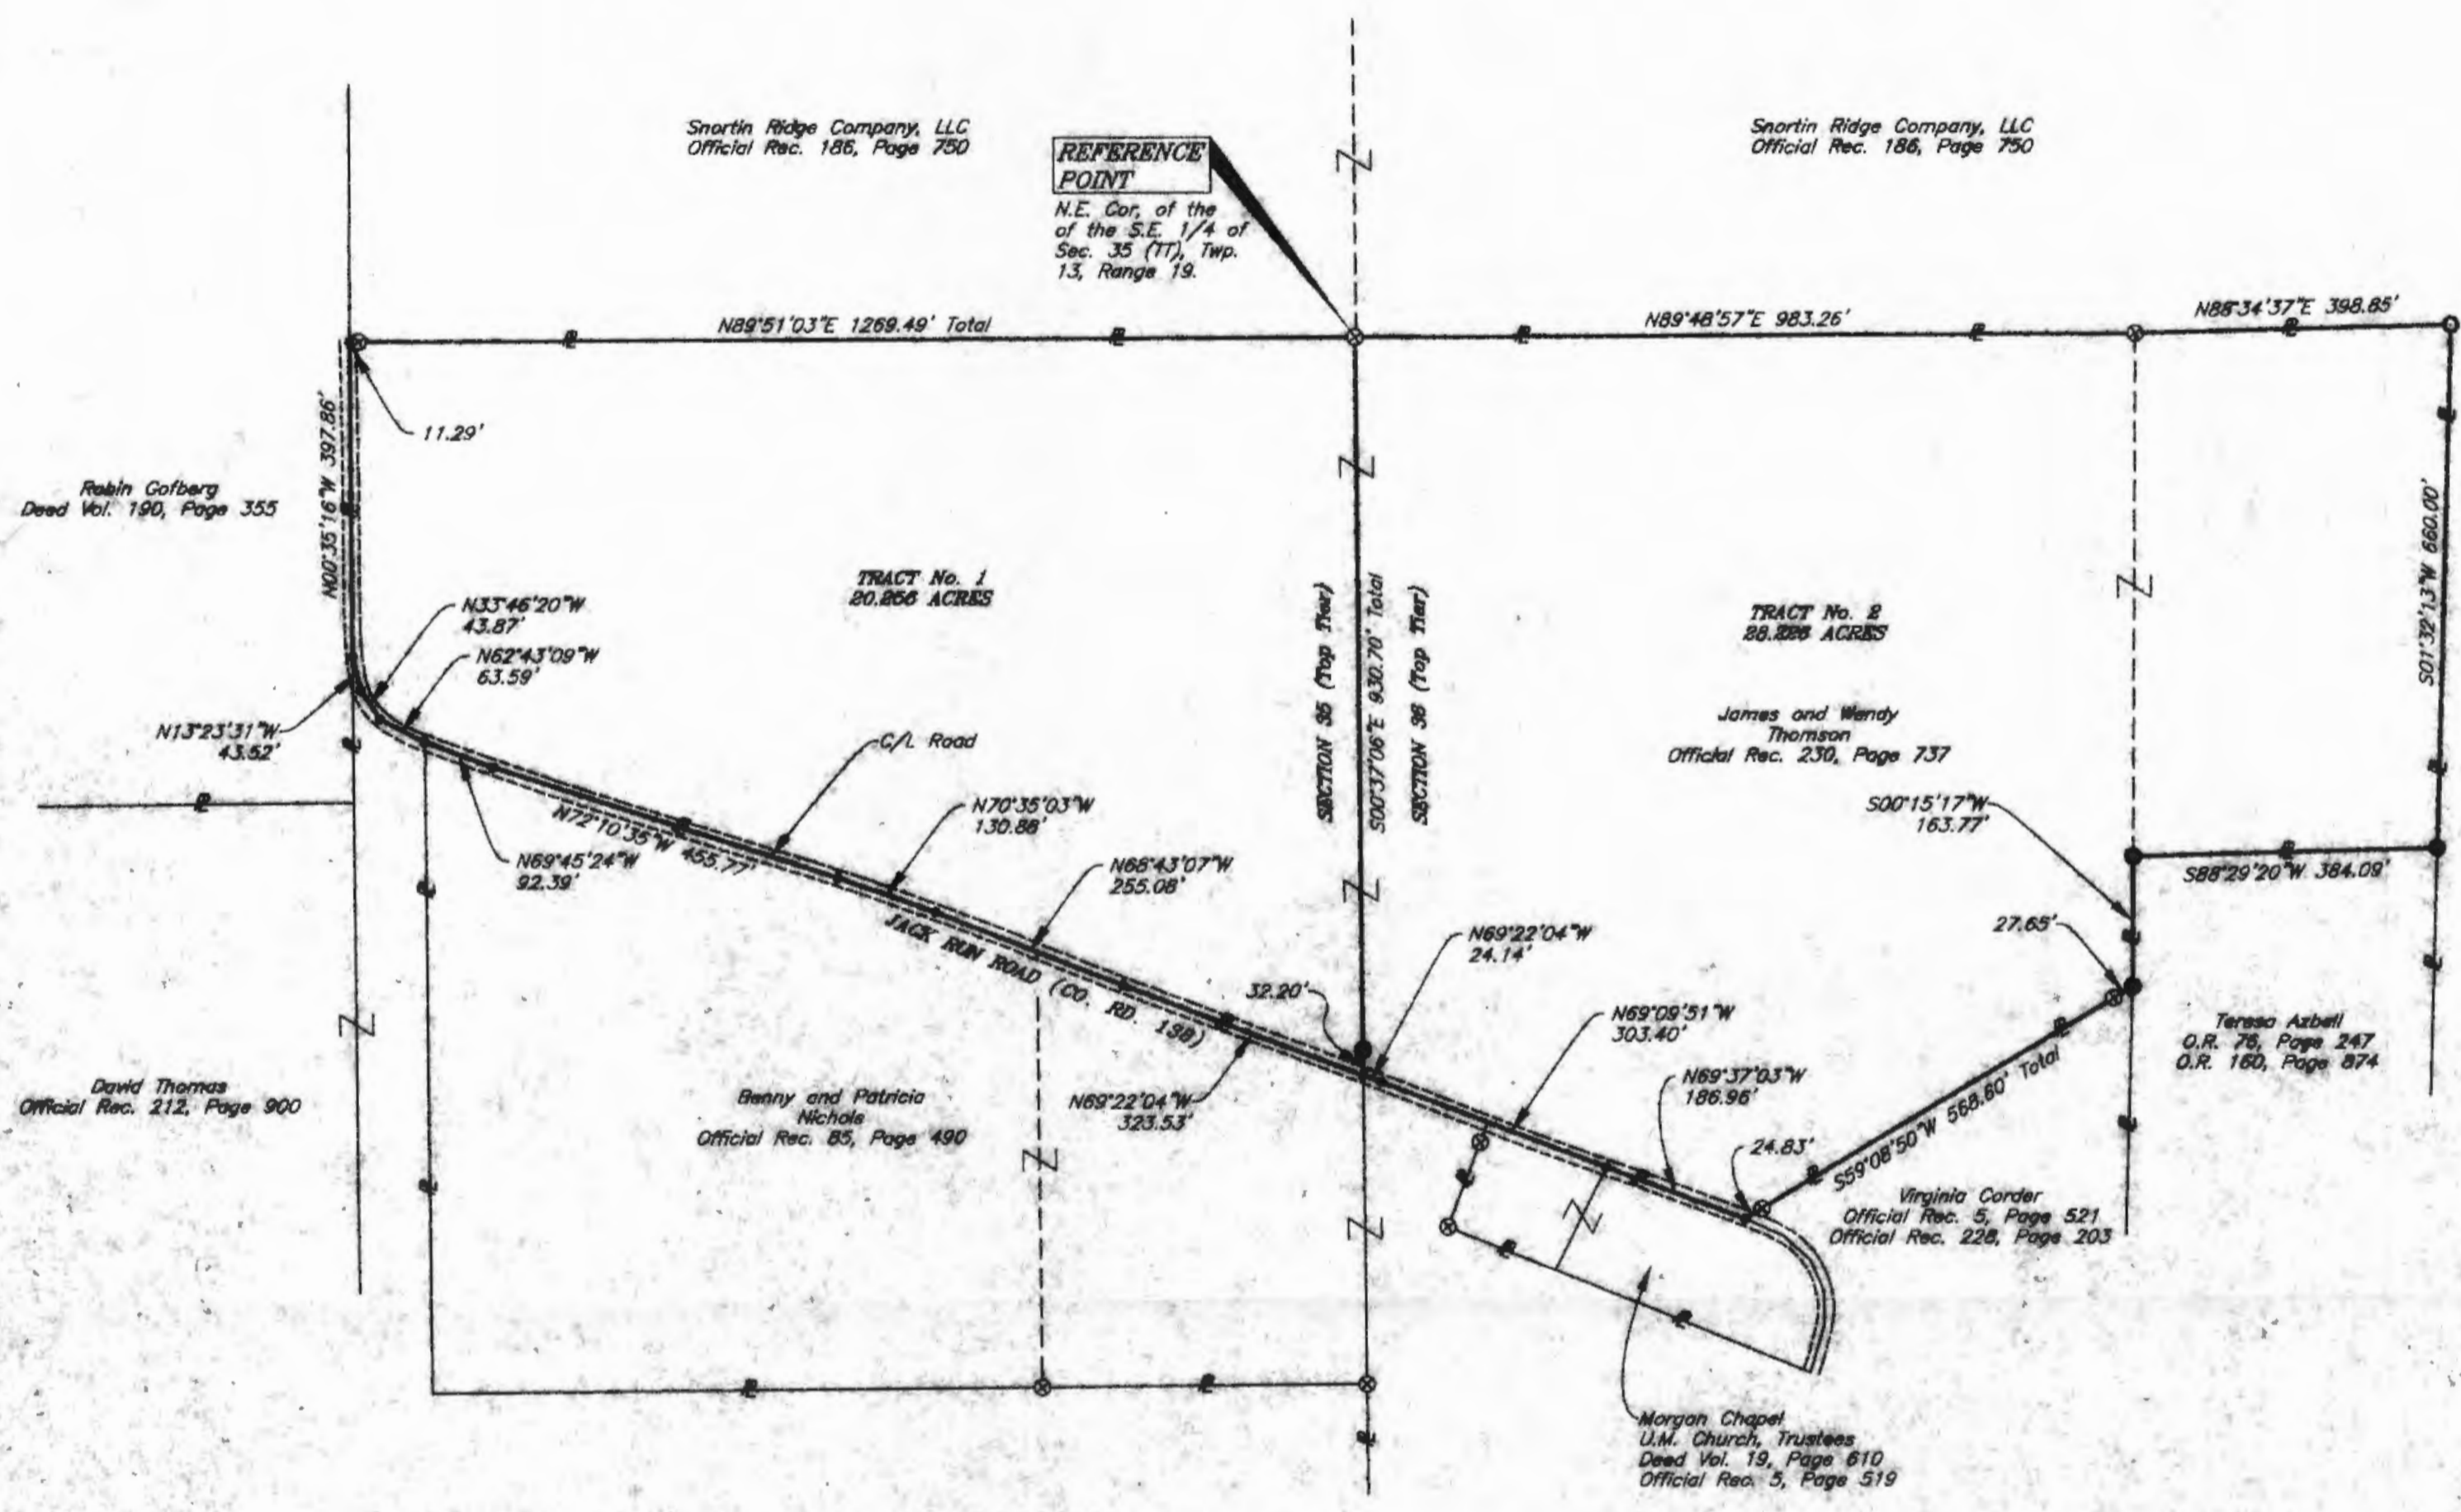 Snortin Ridge Company, LLC
Official Rec. 186, Page 750
Snortin Ridge Company, LLC
Official Rec. 186, Page 750
REFERENCE
POINT
N.E. Cor, of the
of the S.E. 1/4 of
Sec. 35 (TT), Twp.
13, Range 19.
N89°51'03"E 1269.49' Total
N89°48'57"E 983.26'
N88°34'37"E 398.85'
11.29'
N00°35'16"W 397.86'
Robin Gofberg
Deed Vol. 190, Page 355
S01°32'13"W 660.00'
TRACT No. 1
20.256 ACRES
N33°46'20"W
43.87'
N62°43'09"W
63.59'
N13°23'31"W
43.52'
SECTION 35 (Top Tier)
S00°37'06"E 930.70' Total
SECTION 36 (Top Tier)
TRACT No. 2
28.226 ACRES
James and Wendy
Thomson
Official Rec. 230, Page 737
C/L Road
N72°10'35"W 455.77'
N69°45'24"W
92.39'
N70°35'03"W
130.88'
N68°43'07"W
255.08'
S00°15'17"W
163.77'
S88°29'20"W 384.09'
27.65'
JACK RUN ROAD (CO. RD. 19B)
N69°22'04"W
24.14'
32.20'
N69°09'51"W
303.40'
N69°37'03"W
186.96'
24.83'
S59°08'50"W 568.60' Total
Teresa Azbell
O.R. 76, Page 247
O.R. 160, Page 874
David Thomas
Official Rec. 212, Page 900
Benny and Patricia
Nichols
Official Rec. 85, Page 490
N69°22'04"W
323.53'
Virginia Corder
Official Rec. 5, Page 521
Official Rec. 228, Page 203
Morgan Chapel
U.M. Church, Trustees
Deed Vol. 19, Page 610
Official Rec. 5, Page 519